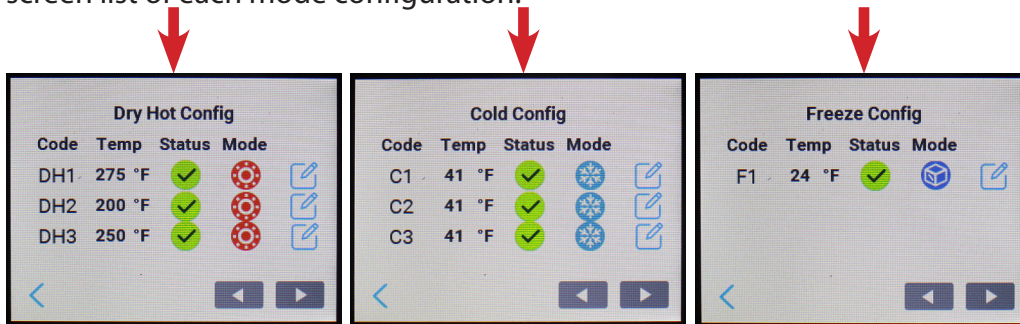 screen list of each mode configuration.
Dry Hot Config
Code Temp Status Mode
DH1 275 °F
DH2 200 °F
DH3 250 °F
Cold Config
Code Temp Status Mode
C1 41 °F
C2 41 °F
C3 41 °F
Freeze Config
Code Temp Status Mode
F1 24 °F